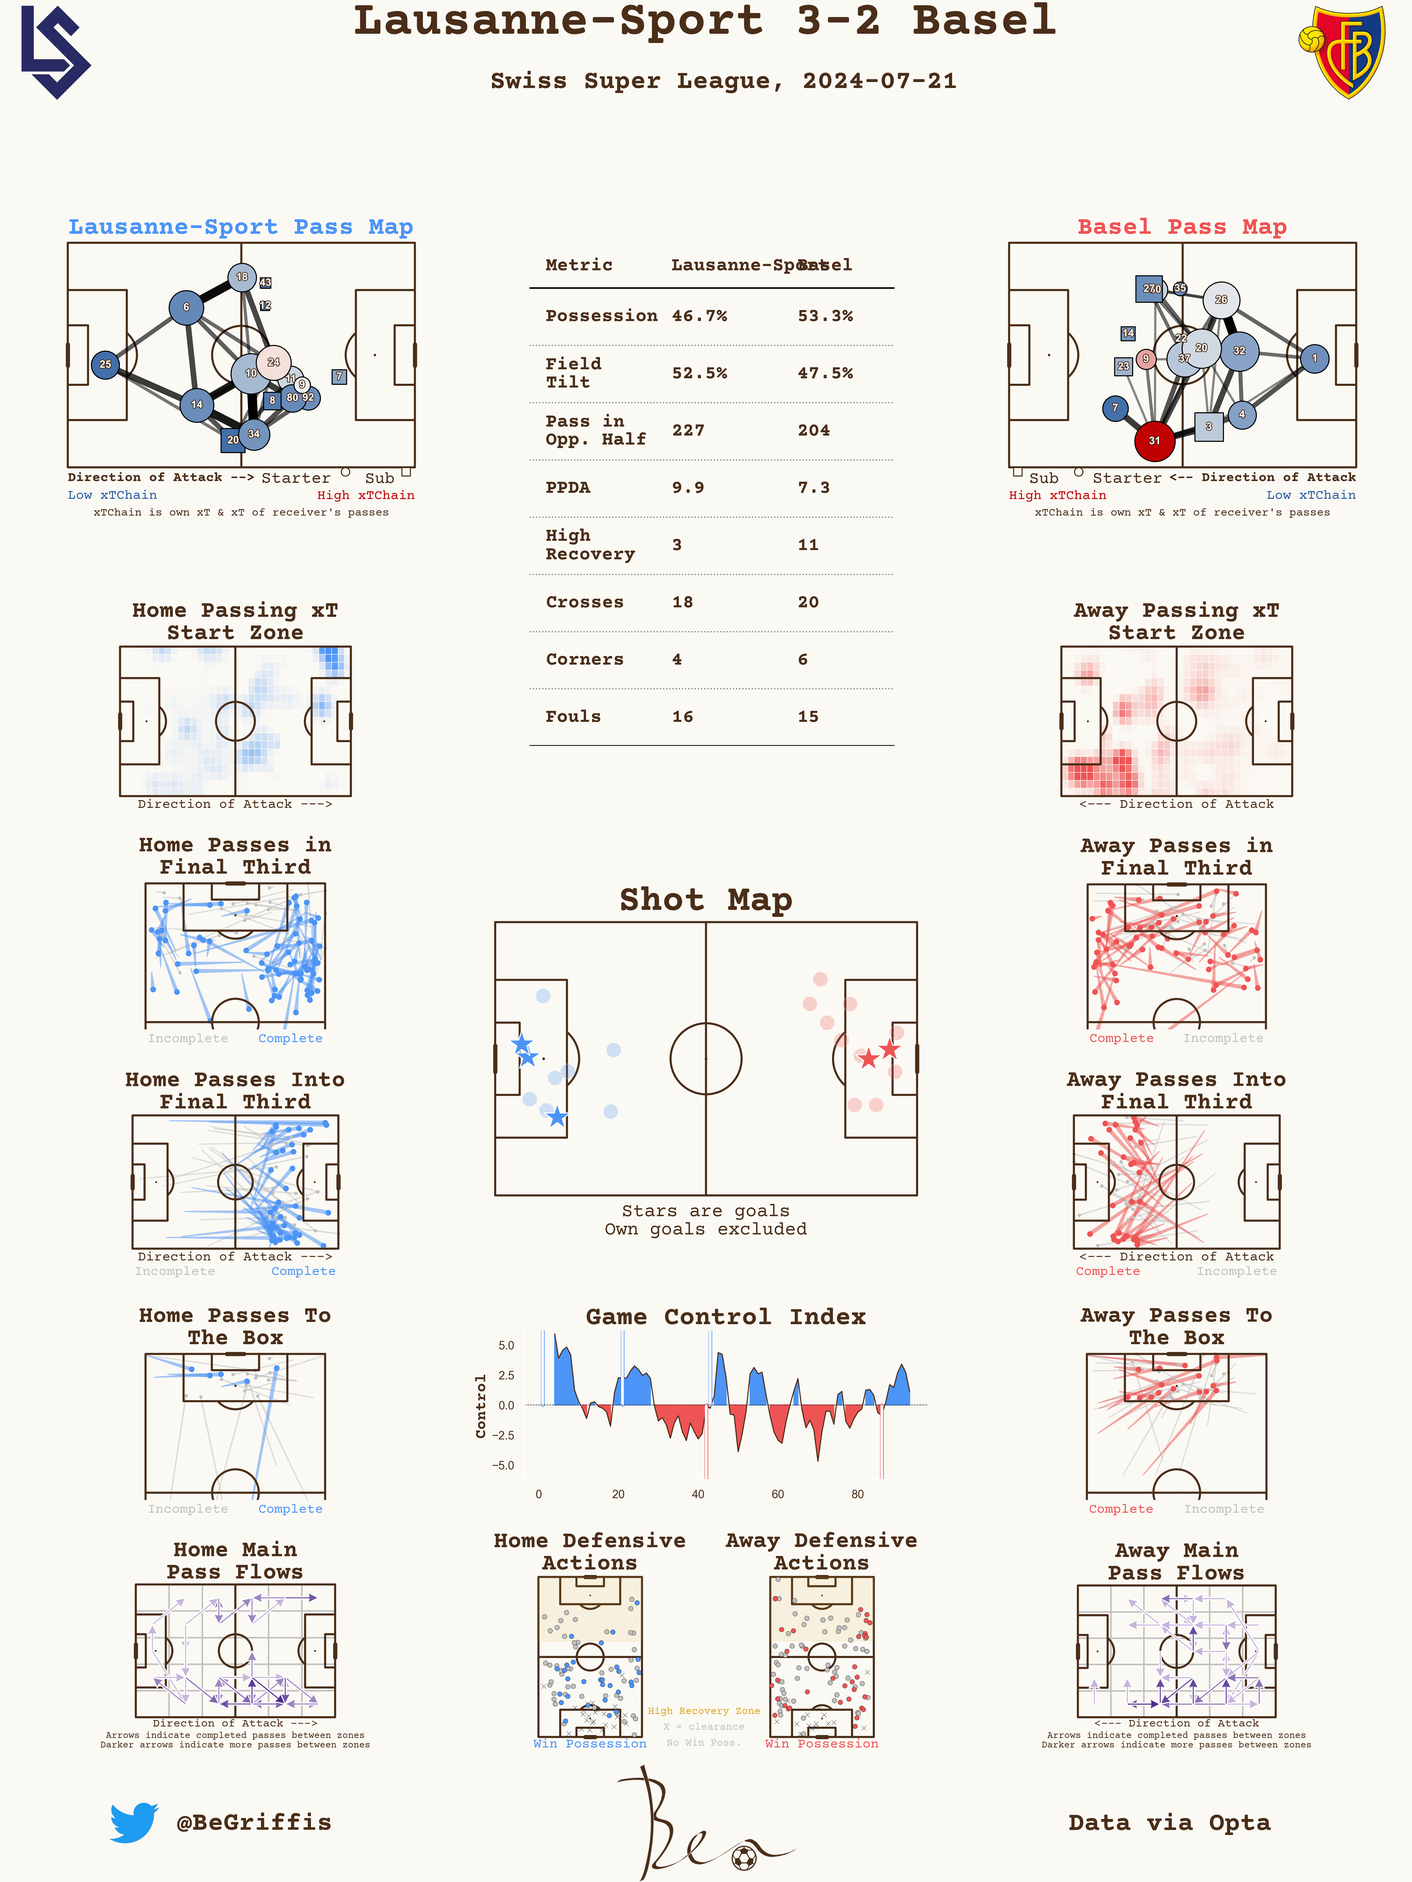 Lausanne-Sport 3-2 Basel
Swiss Super League, 2024-07-21
Lausanne-Sport Pass Map
18
43
12
6
25
24
10
11
9
7
14
8
80
92
20
34
Direction of Attack --> Starter Sub
Low xTChain High xTChain
xTChain is own xT & xT of receiver's passes
Metric Lausanne-Sport Basel
Possession 46.7% 53.3%
Field
Tilt 52.5% 47.5%
Pass in
Opp. Half 227 204
PPDA 9.9 7.3
High
Recovery 3 11
Crosses 18 20
Corners 4 6
Fouls 16 15
Basel Pass Map
27
35
26
14
22
20
32
9
37
1
23
7
4
3
31
Sub Starter <-- Direction of Attack
High xTChain Low xTChain
xTChain is own xT & xT of receiver's passes
Home Passing xT
Start Zone
Direction of Attack --->
Away Passing xT
Start Zone
<--- Direction of Attack
Home Passes in
Final Third
Incomplete Complete
Away Passes in
Final Third
Complete Incomplete
Shot Map
Stars are goals
Own goals excluded
Home Passes Into
Final Third
Direction of Attack --->
Incomplete Complete
Away Passes Into
Final Third
<--- Direction of Attack
Complete Incomplete
Home Passes To
The Box
Incomplete Complete
Game Control Index
Control
5.0
2.5
0.0
−2.5
−5.0
0 20 40 60 80
Away Passes To
The Box
Complete Incomplete
Home Main
Pass Flows
Direction of Attack --->
Arrows indicate completed passes between zones
Darker arrows indicate more passes between zones
Home Defensive
Actions
Win Possession
Away Defensive
Actions
Win Possession
High Recovery Zone
X = clearance
No Win Poss.
Away Main
Pass Flows
<--- Direction of Attack
Arrows indicate completed passes between zones
Darker arrows indicate more passes between zones
@BeGriffis
Ben
Data via Opta